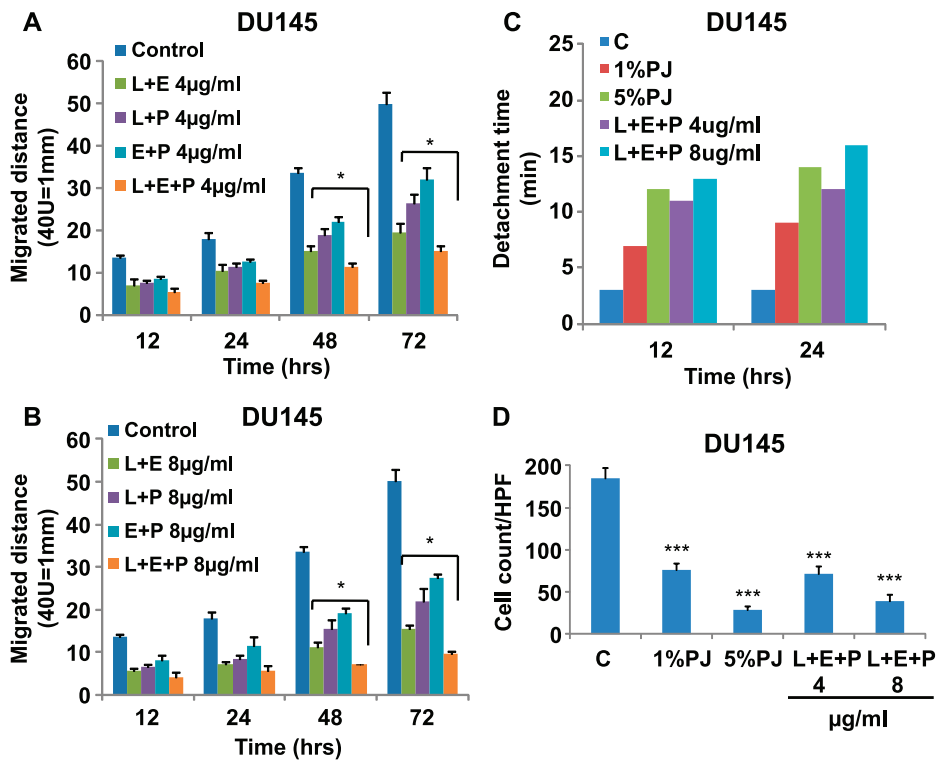 A
DU145
Control
L+E 4µg/ml
L+P 4µg/ml
E+P 4µg/ml
L+E+P 4µg/ml
Migrated distance
(40U=1mm)
60
50
40
30
20
10
0
*
*
12 24 48 72
Time (hrs)
B
DU145
Control
L+E 8µg/ml
L+P 8µg/ml
E+P 8µg/ml
L+E+P 8µg/ml
Migrated distance
(40U=1mm)
60
50
40
30
20
10
0
*
*
12 24 48 72
Time (hrs)
C
DU145
C
1%PJ
5%PJ
L+E+P 4ug/ml
L+E+P 8ug/ml
Detachment time
(min)
25
20
15
10
5
0
12 24
Time (hrs)
D
DU145
Cell count/HPF
200
150
100
50
0
***
***
***
***
C 1%PJ 5%PJ L+E+P L+E+P
4 8
µg/ml